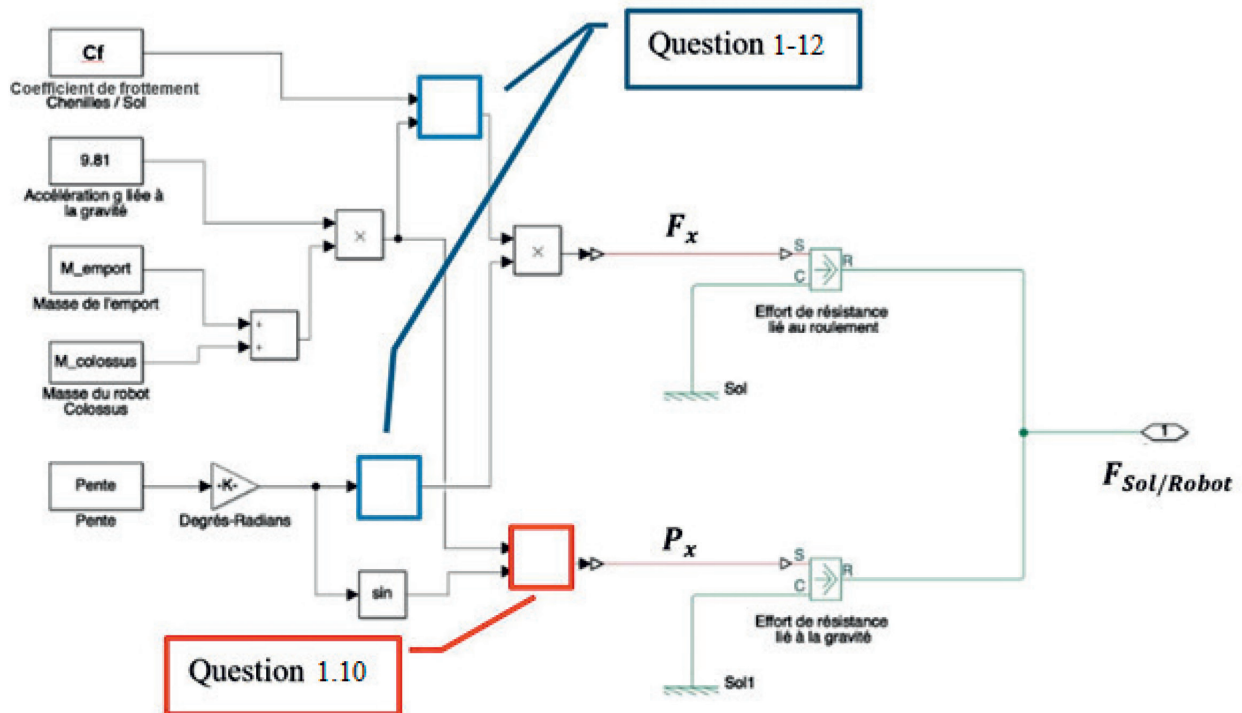 Cf
Coefficient de frottement
Chenilles / Sol
Question 1-12
9.81
Accélération g liée à
la gravité
×
×
F_x
S
C
R
Effort de résistance
lié au roulement
M_emport
Masse de l'emport
+
+
M_colossus
Masse du robot
Colossus
Sol
1
F_{Sol/Robot}
Pente
Pente
-K-
Degrés-Radians
sin
P_x
S
C
R
Effort de résistance
lié à la gravité
Question 1.10
Sol1